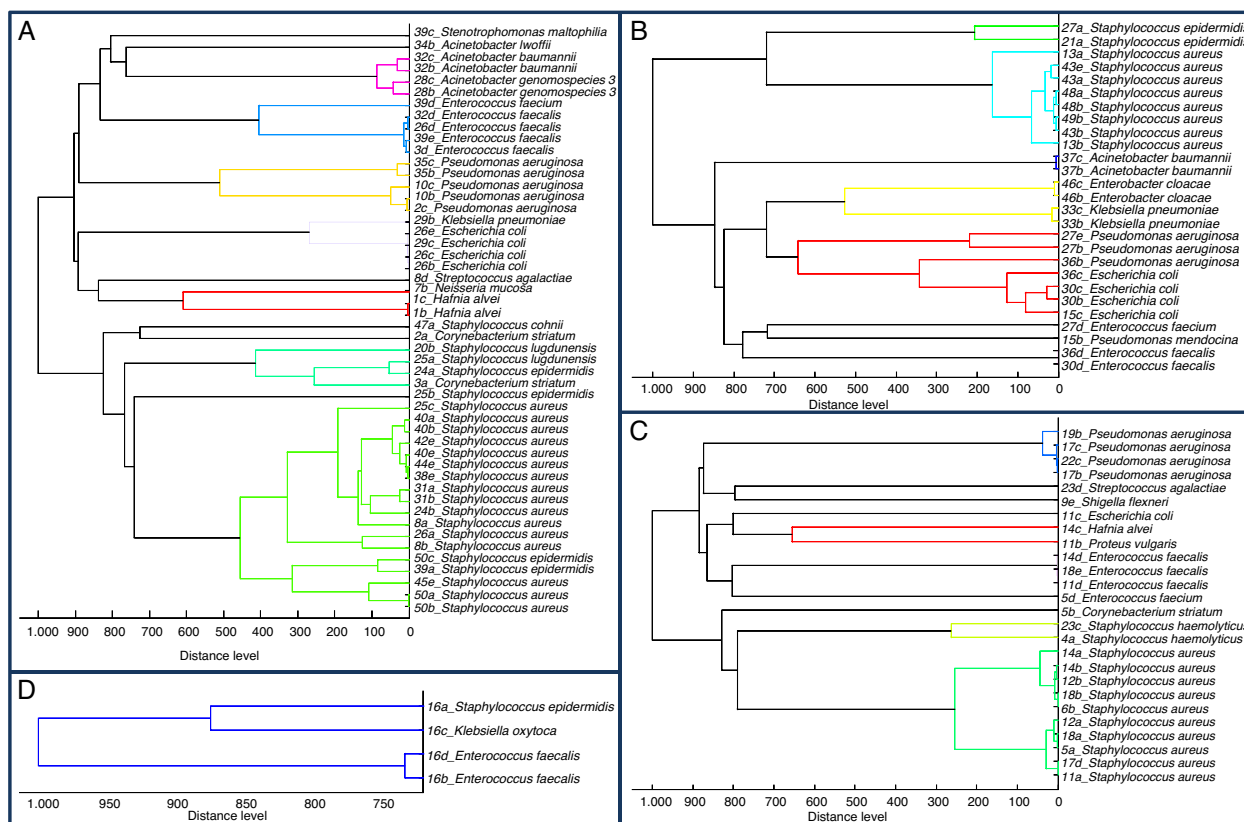 A
39c_Stenotrophomonas maltophilia
34b_Acinetobacter lwoffii
32c_Acinetobacter baumannii
32b_Acinetobacter baumannii
28c_Acinetobacter genomospecies 3
28b_Acinetobacter genomospecies 3
39d_Enterococcus faecium
32d_Enterococcus faecalis
26d_Enterococcus faecalis
39e_Enterococcus faecalis
3d_Enterococcus faecalis
35c_Pseudomonas aeruginosa
35b_Pseudomonas aeruginosa
10c_Pseudomonas aeruginosa
10b_Pseudomonas aeruginosa
2c_Pseudomonas aeruginosa
29b_Klebsiella pneumoniae
26e_Escherichia coli
29c_Escherichia coli
26c_Escherichia coli
26b_Escherichia coli
8d_Streptococcus agalactiae
7b_Neisseria mucosa
1c_Hafnia alvei
1b_Hafnia alvei
47a_Staphylococcus cohnii
2a_Corynebacterium striatum
20b_Staphylococcus lugdunensis
25a_Staphylococcus lugdunensis
24a_Staphylococcus epidermidis
3a_Corynebacterium striatum
25b_Staphylococcus epidermidis
25c_Staphylococcus aureus
40a_Staphylococcus aureus
40b_Staphylococcus aureus
42e_Staphylococcus aureus
40e_Staphylococcus aureus
44e_Staphylococcus aureus
38e_Staphylococcus aureus
31a_Staphylococcus aureus
31b_Staphylococcus aureus
24b_Staphylococcus aureus
8a_Staphylococcus aureus
26a_Staphylococcus aureus
8b_Staphylococcus aureus
50c_Staphylococcus epidermidis
39a_Staphylococcus epidermidis
45e_Staphylococcus aureus
50a_Staphylococcus aureus
50b_Staphylococcus aureus
1.000 900 800 700 600 500 400 300 200 100 0
Distance level
B
27a_Staphylococcus epidermidis
21a_Staphylococcus epidermidis
13a_Staphylococcus aureus
43e_Staphylococcus aureus
43a_Staphylococcus aureus
48a_Staphylococcus aureus
48b_Staphylococcus aureus
49b_Staphylococcus aureus
43b_Staphylococcus aureus
13b_Staphylococcus aureus
37c_Acinetobacter baumannii
37b_Acinetobacter baumannii
46c_Enterobacter cloacae
46b_Enterobacter cloacae
33c_Klebsiella pneumoniae
33b_Klebsiella pneumoniae
27e_Pseudomonas aeruginosa
27b_Pseudomonas aeruginosa
36b_Pseudomonas aeruginosa
36c_Escherichia coli
30c_Escherichia coli
30b_Escherichia coli
15c_Escherichia coli
27d_Enterococcus faecium
15b_Pseudomonas mendocina
36d_Enterococcus faecalis
30d_Enterococcus faecalis
1.000 900 800 700 600 500 400 300 200 100 0
Distance level
C
19b_Pseudomonas aeruginosa
17c_Pseudomonas aeruginosa
22c_Pseudomonas aeruginosa
17b_Pseudomonas aeruginosa
23d_Streptococcus agalactiae
9e_Shigella flexneri
11c_Escherichia coli
14c_Hafnia alvei
11b_Proteus vulgaris
14d_Enterococcus faecalis
18e_Enterococcus faecalis
11d_Enterococcus faecalis
5d_Enterococcus faecium
5b_Corynebacterium striatum
23c_Staphylococcus haemolyticus
4a_Staphylococcus haemolyticus
14a_Staphylococcus aureus
14b_Staphylococcus aureus
12b_Staphylococcus aureus
18b_Staphylococcus aureus
6b_Staphylococcus aureus
12a_Staphylococcus aureus
18a_Staphylococcus aureus
5a_Staphylococcus aureus
17d_Staphylococcus aureus
11a_Staphylococcus aureus
1.000 900 800 700 600 500 400 300 200 100 0
Distance level
D
16a_Staphylococcus epidermidis
16c_Klebsiella oxytoca
16d_Enterococcus faecalis
16b_Enterococcus faecalis
1.000 950 900 850 800 750
Distance level